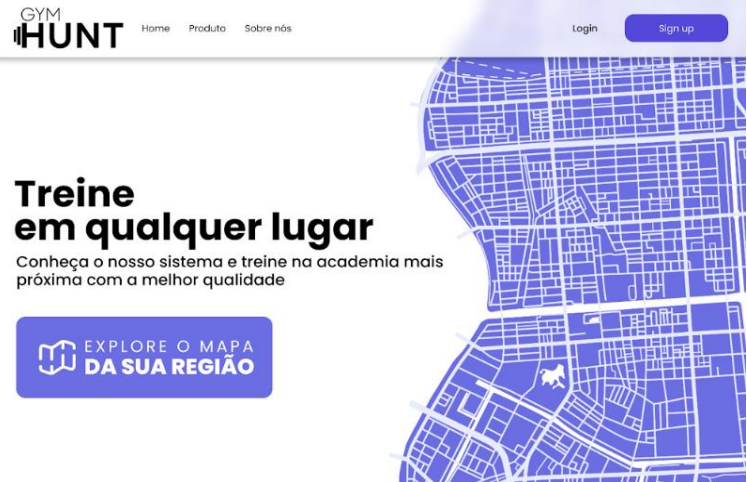 GYM
HUNT
Home Produto Sobre nós
Login
Sign up
Treine
em qualquer lugar
Conheça o nosso sistema e treine na academia mais
próxima com a melhor qualidade
EXPLORE O MAPA
DA SUA REGIÃO